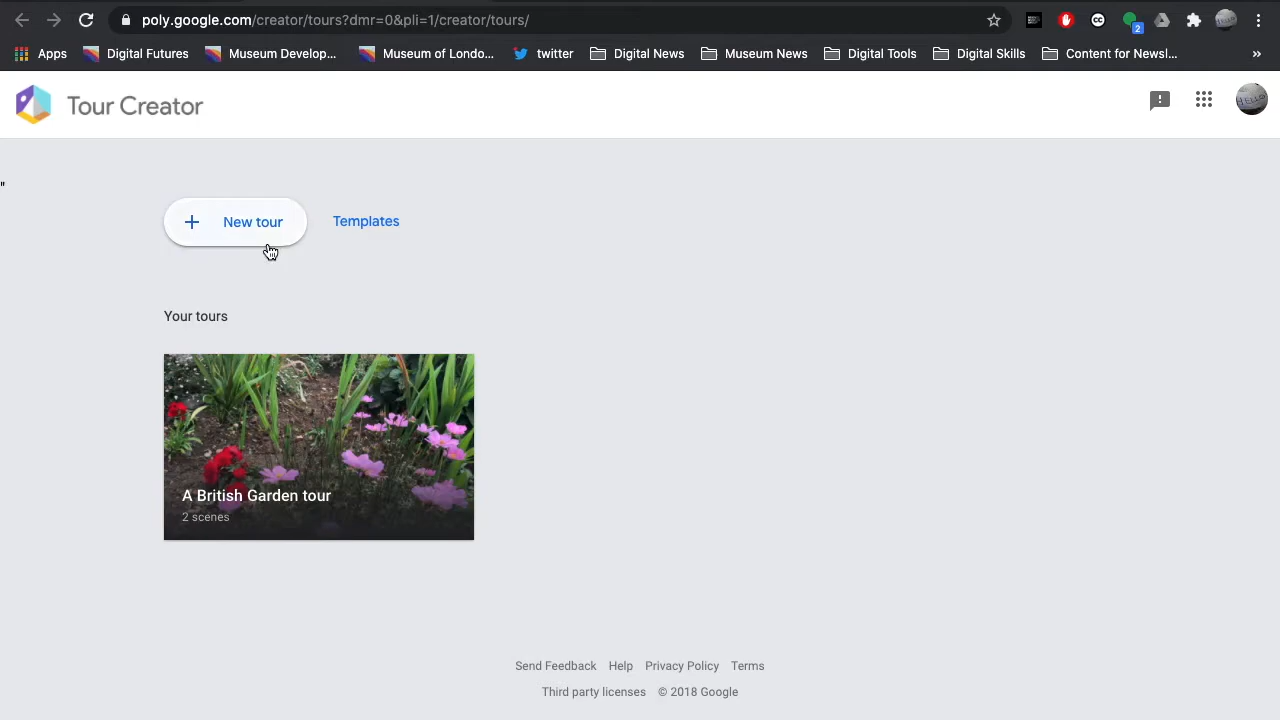 poly.google.com/creator/tours?dmr=0&pli=1/creator/tours/
Apps Digital Futures Museum Develop... Museum of Londo... twitter Digital News Museum News Digital Tools Digital Skills Content for Newsl... »
2
Tour Creator
"
+ New tour Templates
Your tours
A British Garden tour
2 scenes
Send Feedback Help Privacy Policy Terms
Third party licenses © 2018 Google